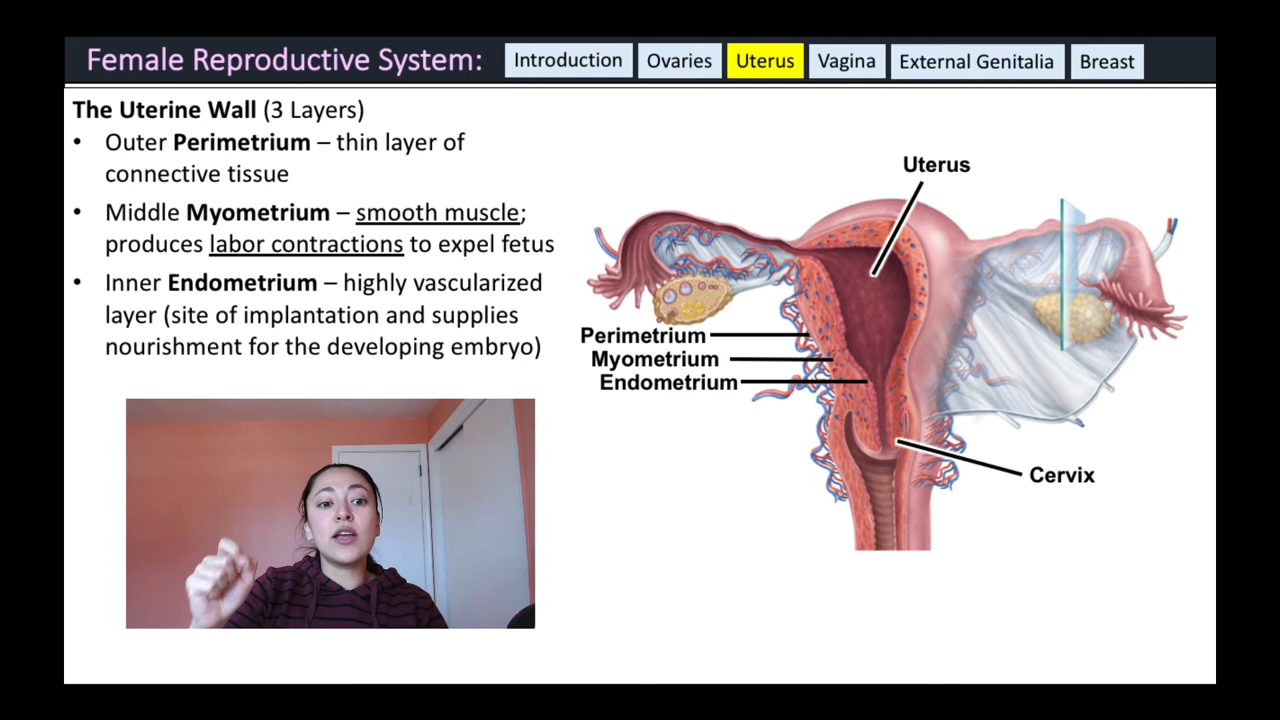 Female Reproductive System:
Introduction
Ovaries
Uterus
Vagina
External Genitalia
Breast
The Uterine Wall (3 Layers)
• Outer Perimetrium – thin layer of
connective tissue
• Middle Myometrium – smooth muscle;
produces labor contractions to expel fetus
• Inner Endometrium – highly vascularized
layer (site of implantation and supplies
nourishment for the developing embryo)
Uterus
Perimetrium
Myometrium
Endometrium
Cervix